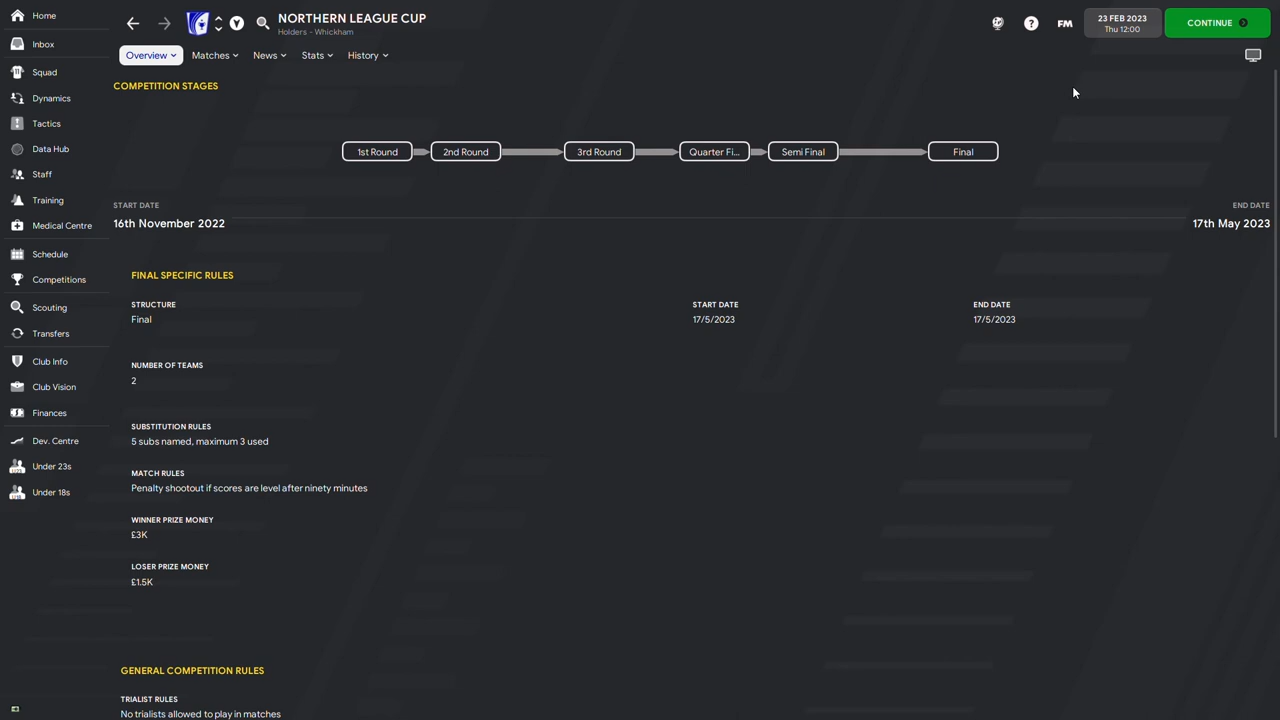 Home
Inbox
Squad
Dynamics
Tactics
Data Hub
Staff
Training
Medical Centre
Schedule
Competitions
Scouting
Transfers
Club Info
Club Vision
Finances
Dev. Centre
Under 23s
Under 18s
NORTHERN LEAGUE CUP
Holders - Whickham
FM
23 FEB 2023
Thu 12:00
CONTINUE
Overview
Matches
News
Stats
History
COMPETITION STAGES
1st Round
2nd Round
3rd Round
Quarter Fi...
Semi Final
Final
START DATE
16th November 2022
END DATE
17th May 2023
FINAL SPECIFIC RULES
STRUCTURE
Final
START DATE
17/5/2023
END DATE
17/5/2023
NUMBER OF TEAMS
2
SUBSTITUTION RULES
5 subs named, maximum 3 used
MATCH RULES
Penalty shootout if scores are level after ninety minutes
WINNER PRIZE MONEY
£3K
LOSER PRIZE MONEY
£1.5K
GENERAL COMPETITION RULES
TRIALIST RULES
No trialists allowed to play in matches